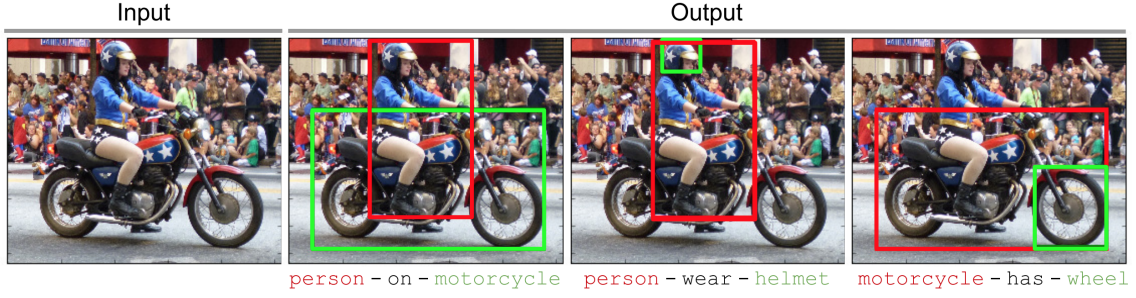 Input
Output
person - on - motorcycle
person - wear - helmet
motorcycle - has - wheel